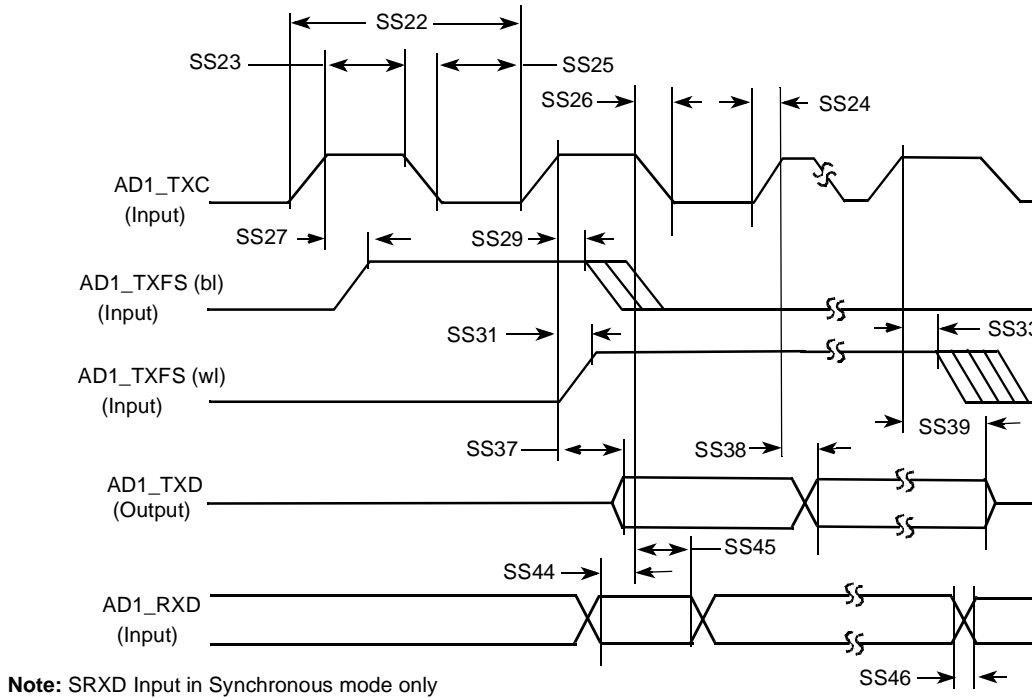 SS22
SS23
SS25
SS26
SS24
AD1_TXC
(Input)
SS27
SS29
AD1_TXFS (bl)
(Input)
SS31
SS33
AD1_TXFS (wl)
(Input)
SS39
SS37
SS38
AD1_TXD
(Output)
SS45
SS44
AD1_RXD
(Input)
SS46
Note: SRXD Input in Synchronous mode only